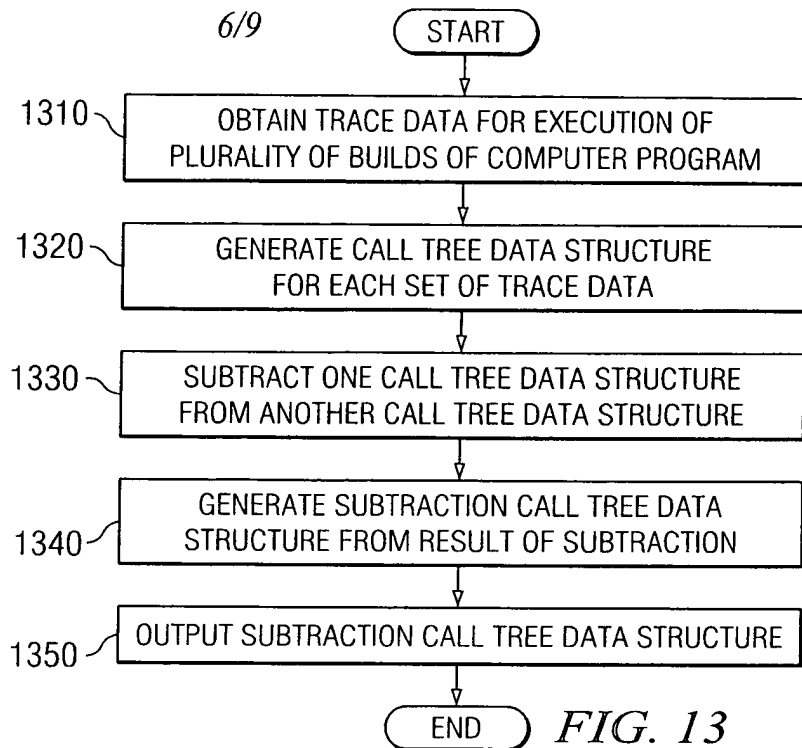 6/9
START
1310
OBTAIN TRACE DATA FOR EXECUTION OF
PLURALITY OF BUILDS OF COMPUTER PROGRAM
1320
GENERATE CALL TREE DATA STRUCTURE
FOR EACH SET OF TRACE DATA
1330
SUBTRACT ONE CALL TREE DATA STRUCTURE
FROM ANOTHER CALL TREE DATA STRUCTURE
1340
GENERATE SUBTRACTION CALL TREE DATA
STRUCTURE FROM RESULT OF SUBTRACTION
1350
OUTPUT SUBTRACTION CALL TREE DATA STRUCTURE
END
FIG. 13